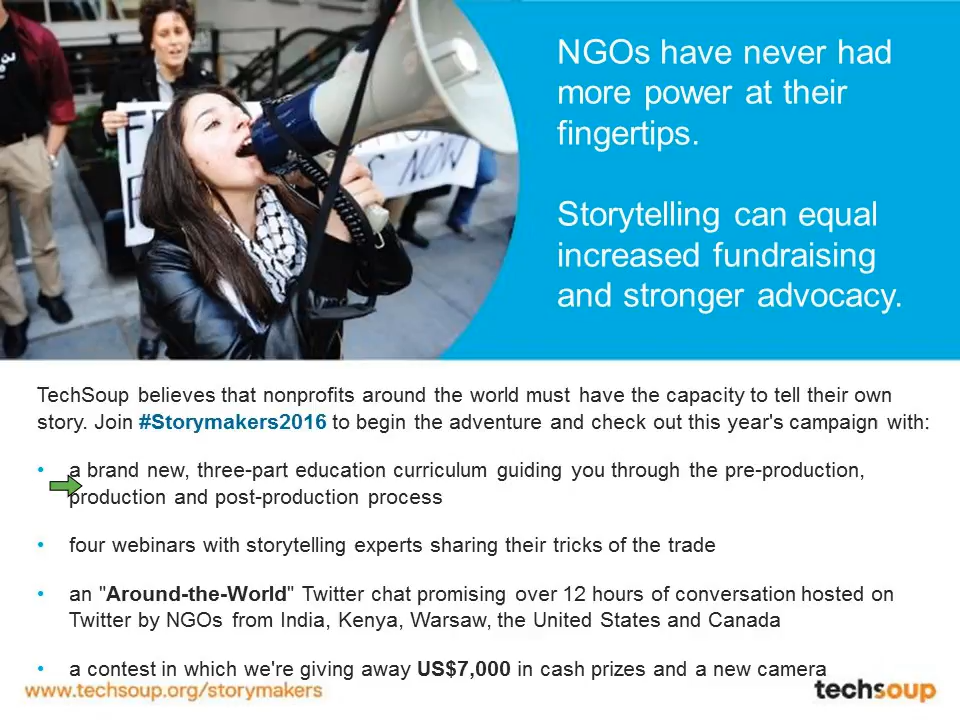 NGOs have never had
more power at their
fingertips.
Storytelling can equal
increased fundraising
and stronger advocacy.
NOW
TechSoup believes that nonprofits around the world must have the capacity to tell their own
story. Join #Storymakers2016 to begin the adventure and check out this year's campaign with:
• a brand new, three-part education curriculum guiding you through the pre-production,
production and post-production process
• four webinars with storytelling experts sharing their tricks of the trade
• an "Around-the-World" Twitter chat promising over 12 hours of conversation hosted on
Twitter by NGOs from India, Kenya, Warsaw, the United States and Canada
• a contest in which we're giving away US$7,000 in cash prizes and a new camera
www.techsoup.org/storymakers
techsoup